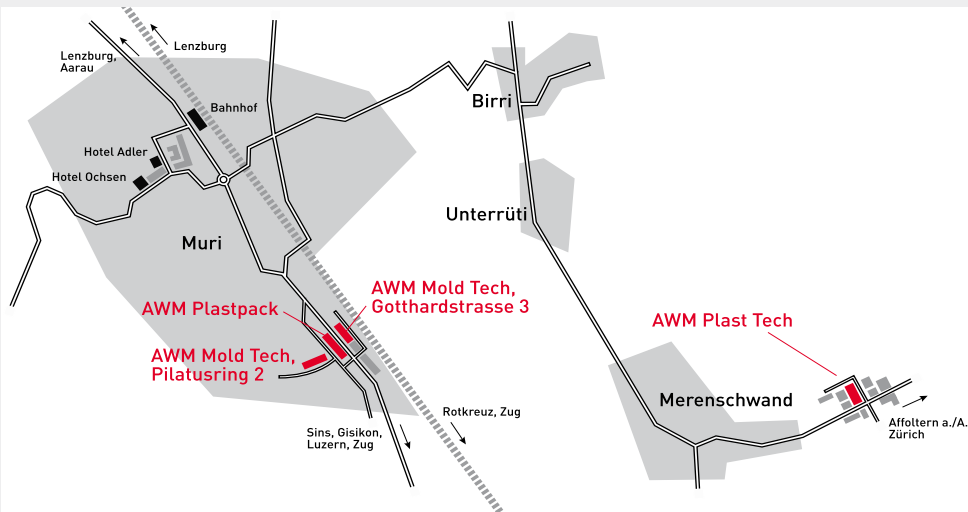 Lenzburg
Lenzburg,
Aarau
Bahnhof
Birri
Hotel Adler
Hotel Ochsen
Unterrüti
Muri
AWM Mold Tech,
Gotthardstrasse 3
AWM Plastpack
AWM Plast Tech
AWM Mold Tech,
Pilatusring 2
Merenschwand
Rotkreuz, Zug
Affoltern a./A.
Zürich
Sins, Gisikon,
Luzern, Zug